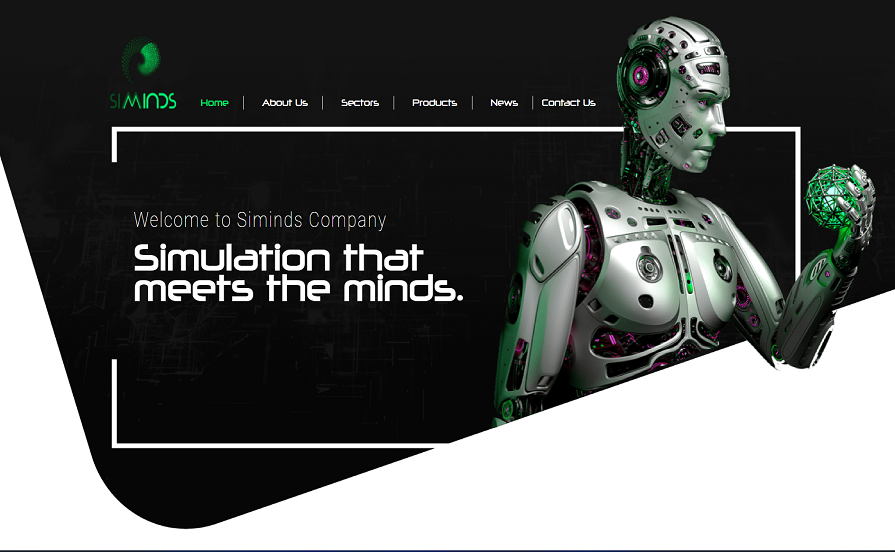 SIMINDS
Home
About Us
Sectors
Products
News
Contact Us
Welcome to Siminds Company
Simulation that
meets the minds.